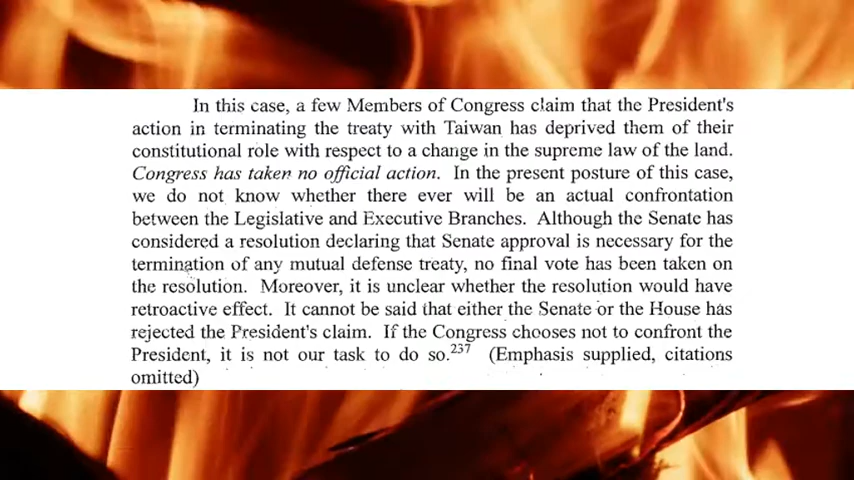 In this case, a few Members of Congress claim that the President's
action in terminating the treaty with Taiwan has deprived them of their
constitutional role with respect to a change in the supreme law of the land.
Congress has taken no official action. In the present posture of this case,
we do not know whether there ever will be an actual confrontation
between the Legislative and Executive Branches. Although the Senate has
considered a resolution declaring that Senate approval is necessary for the
termination of any mutual defense treaty, no final vote has been taken on
the resolution. Moreover, it is unclear whether the resolution would have
retroactive effect. It cannot be said that either the Senate or the House has
rejected the President's claim. If the Congress chooses not to confront the
President, it is not our task to do so.237 (Emphasis supplied, citations
omitted)